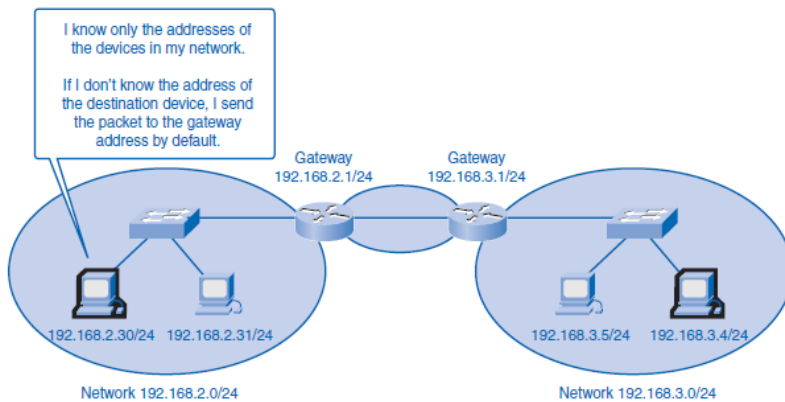 I know only the addresses of
the devices in my network.
If I don't know the address of
the destination device, I send
the packet to the gateway
address by default.
Gateway
192.168.2.1/24
Gateway
192.168.3.1/24
192.168.2.30/24
192.168.2.31/24
192.168.3.5/24
192.168.3.4/24
Network 192.168.2.0/24
Network 192.168.3.0/24